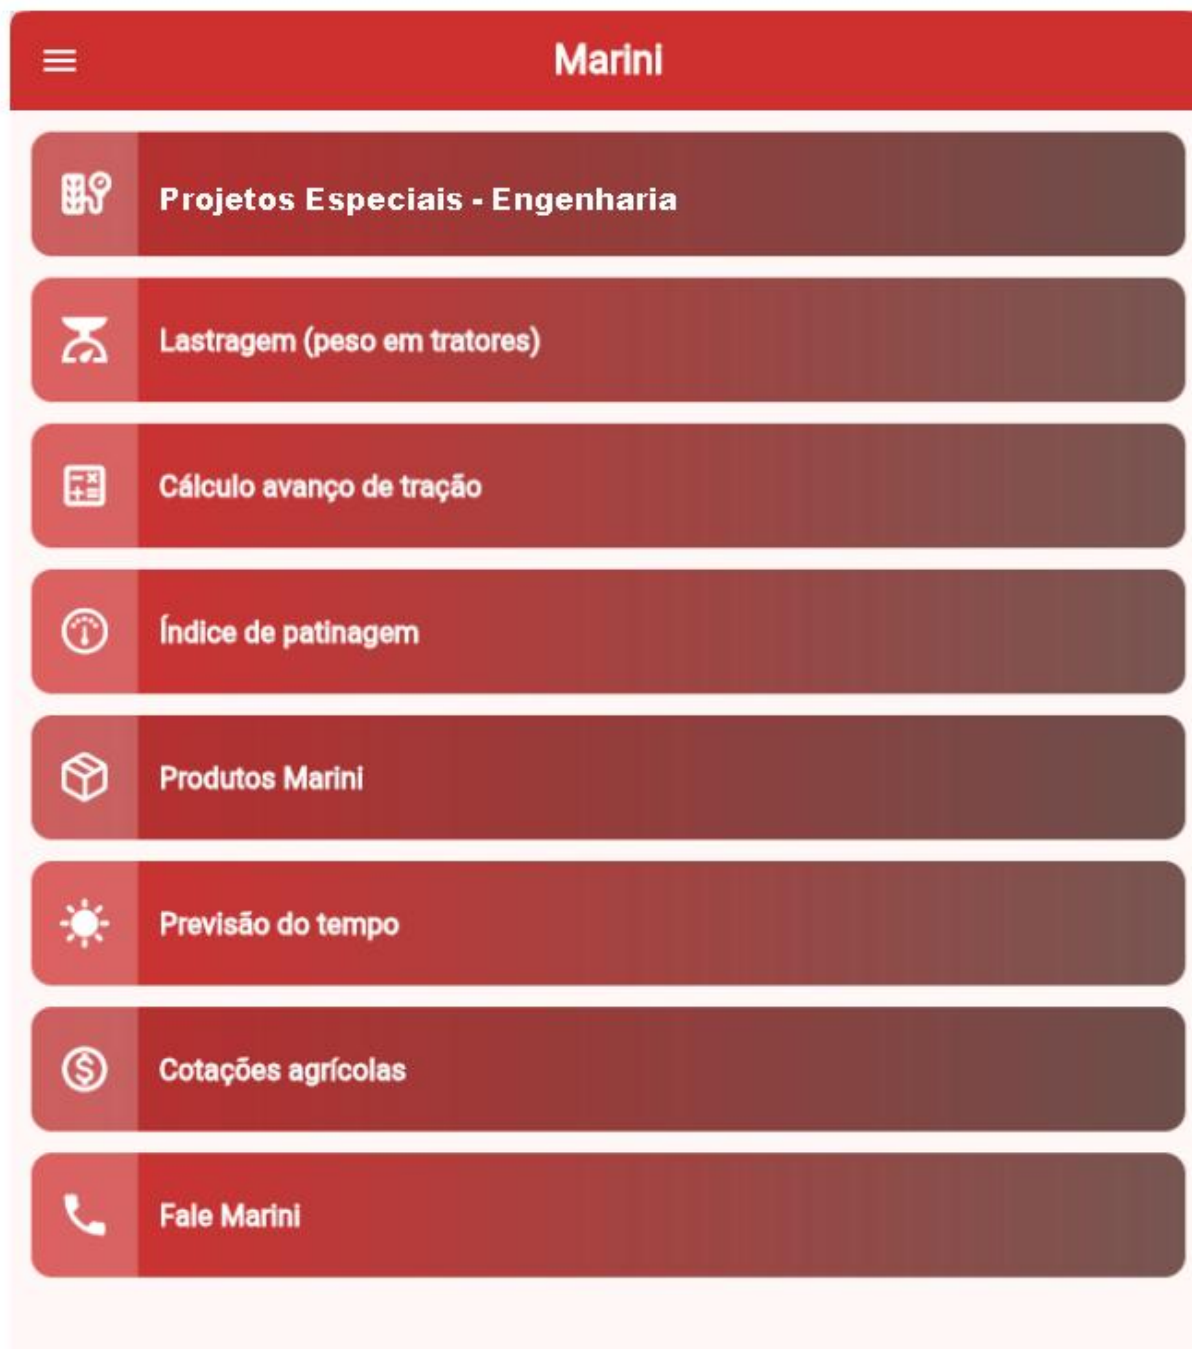 Marini
Projetos Especiais - Engenharia
Lastragem (peso em tratores)
Cálculo avanço de tração
Índice de patinagem
Produtos Marini
Previsão do tempo
Cotações agrícolas
Fale Marini